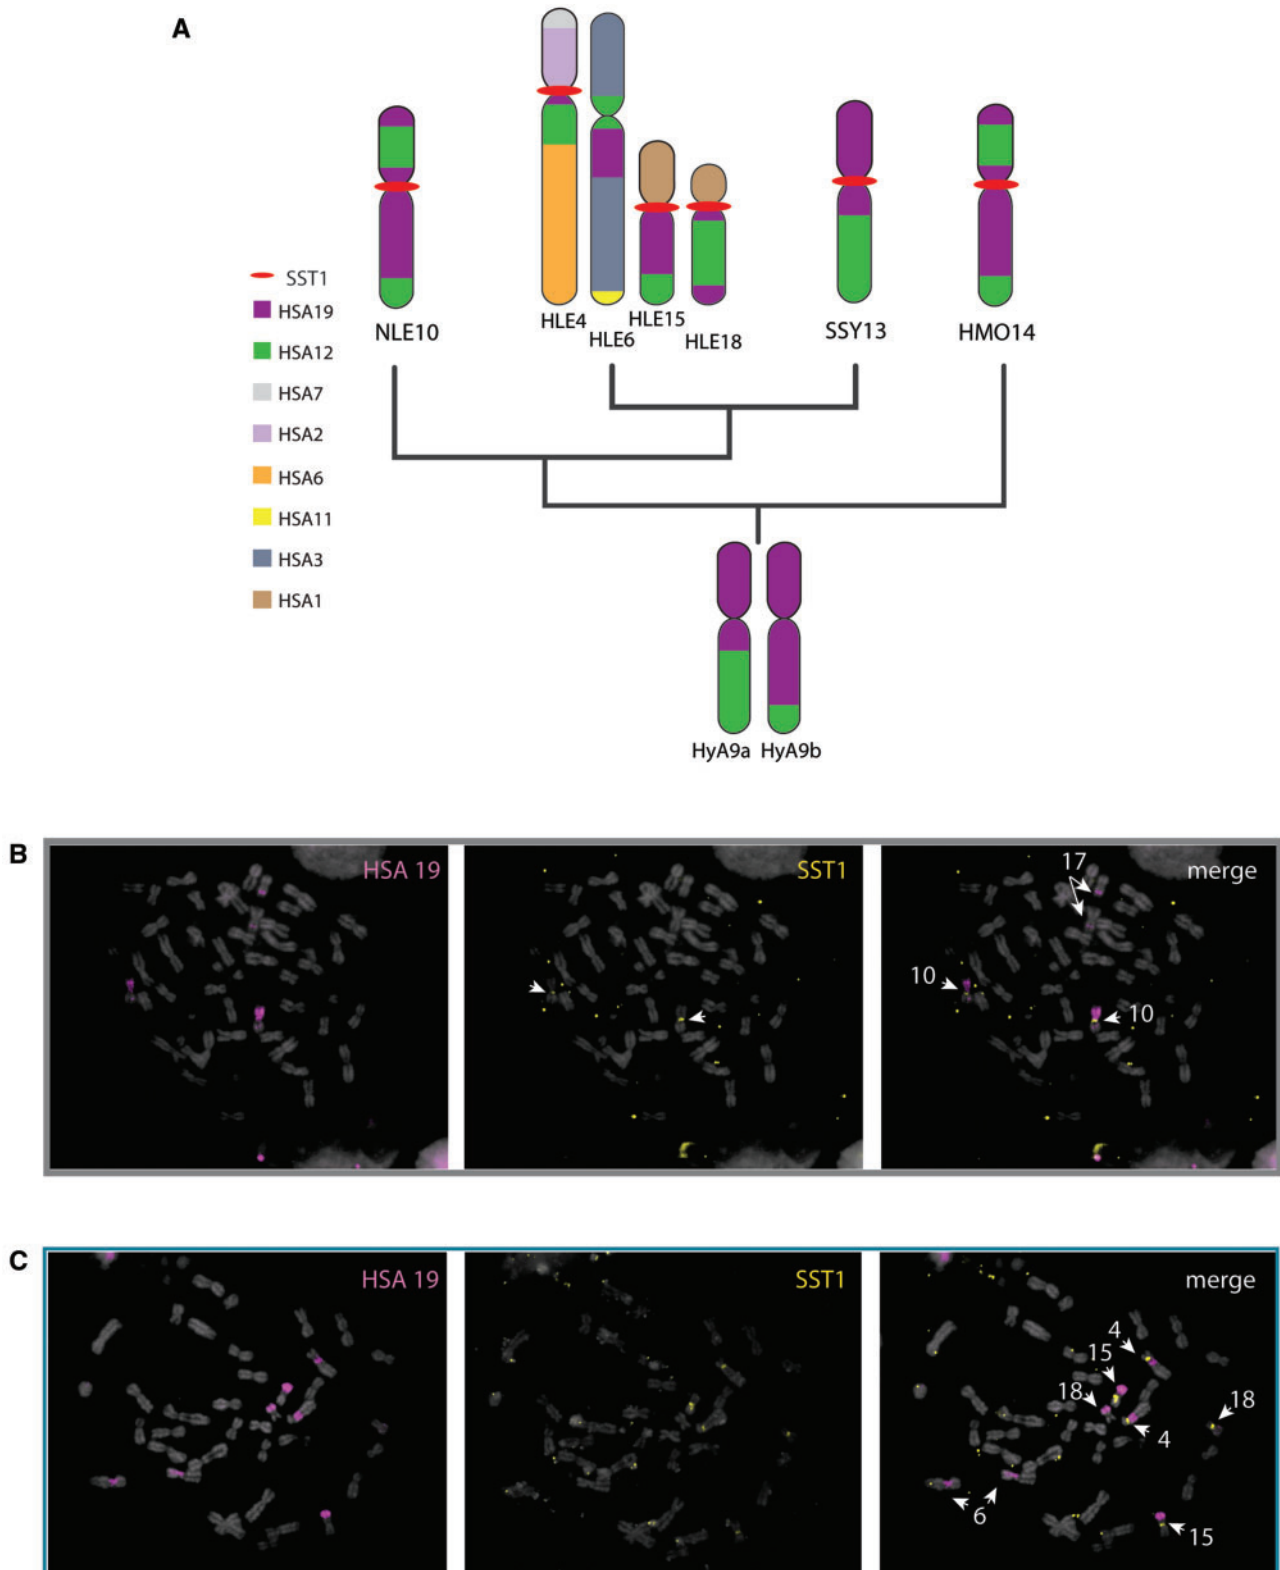 A
SST1
HSA19
HSA12
HSA7
HSA2
HSA6
HSA11
HSA3
HSA1
NLE10
HLE4
HLE6
HLE15
HLE18
SSY13
HMO14
HyA9a HyA9b
B
HSA 19
SST1
merge
17
10
10
C
HSA 19
SST1
merge
4
15
18
18
4
6
15